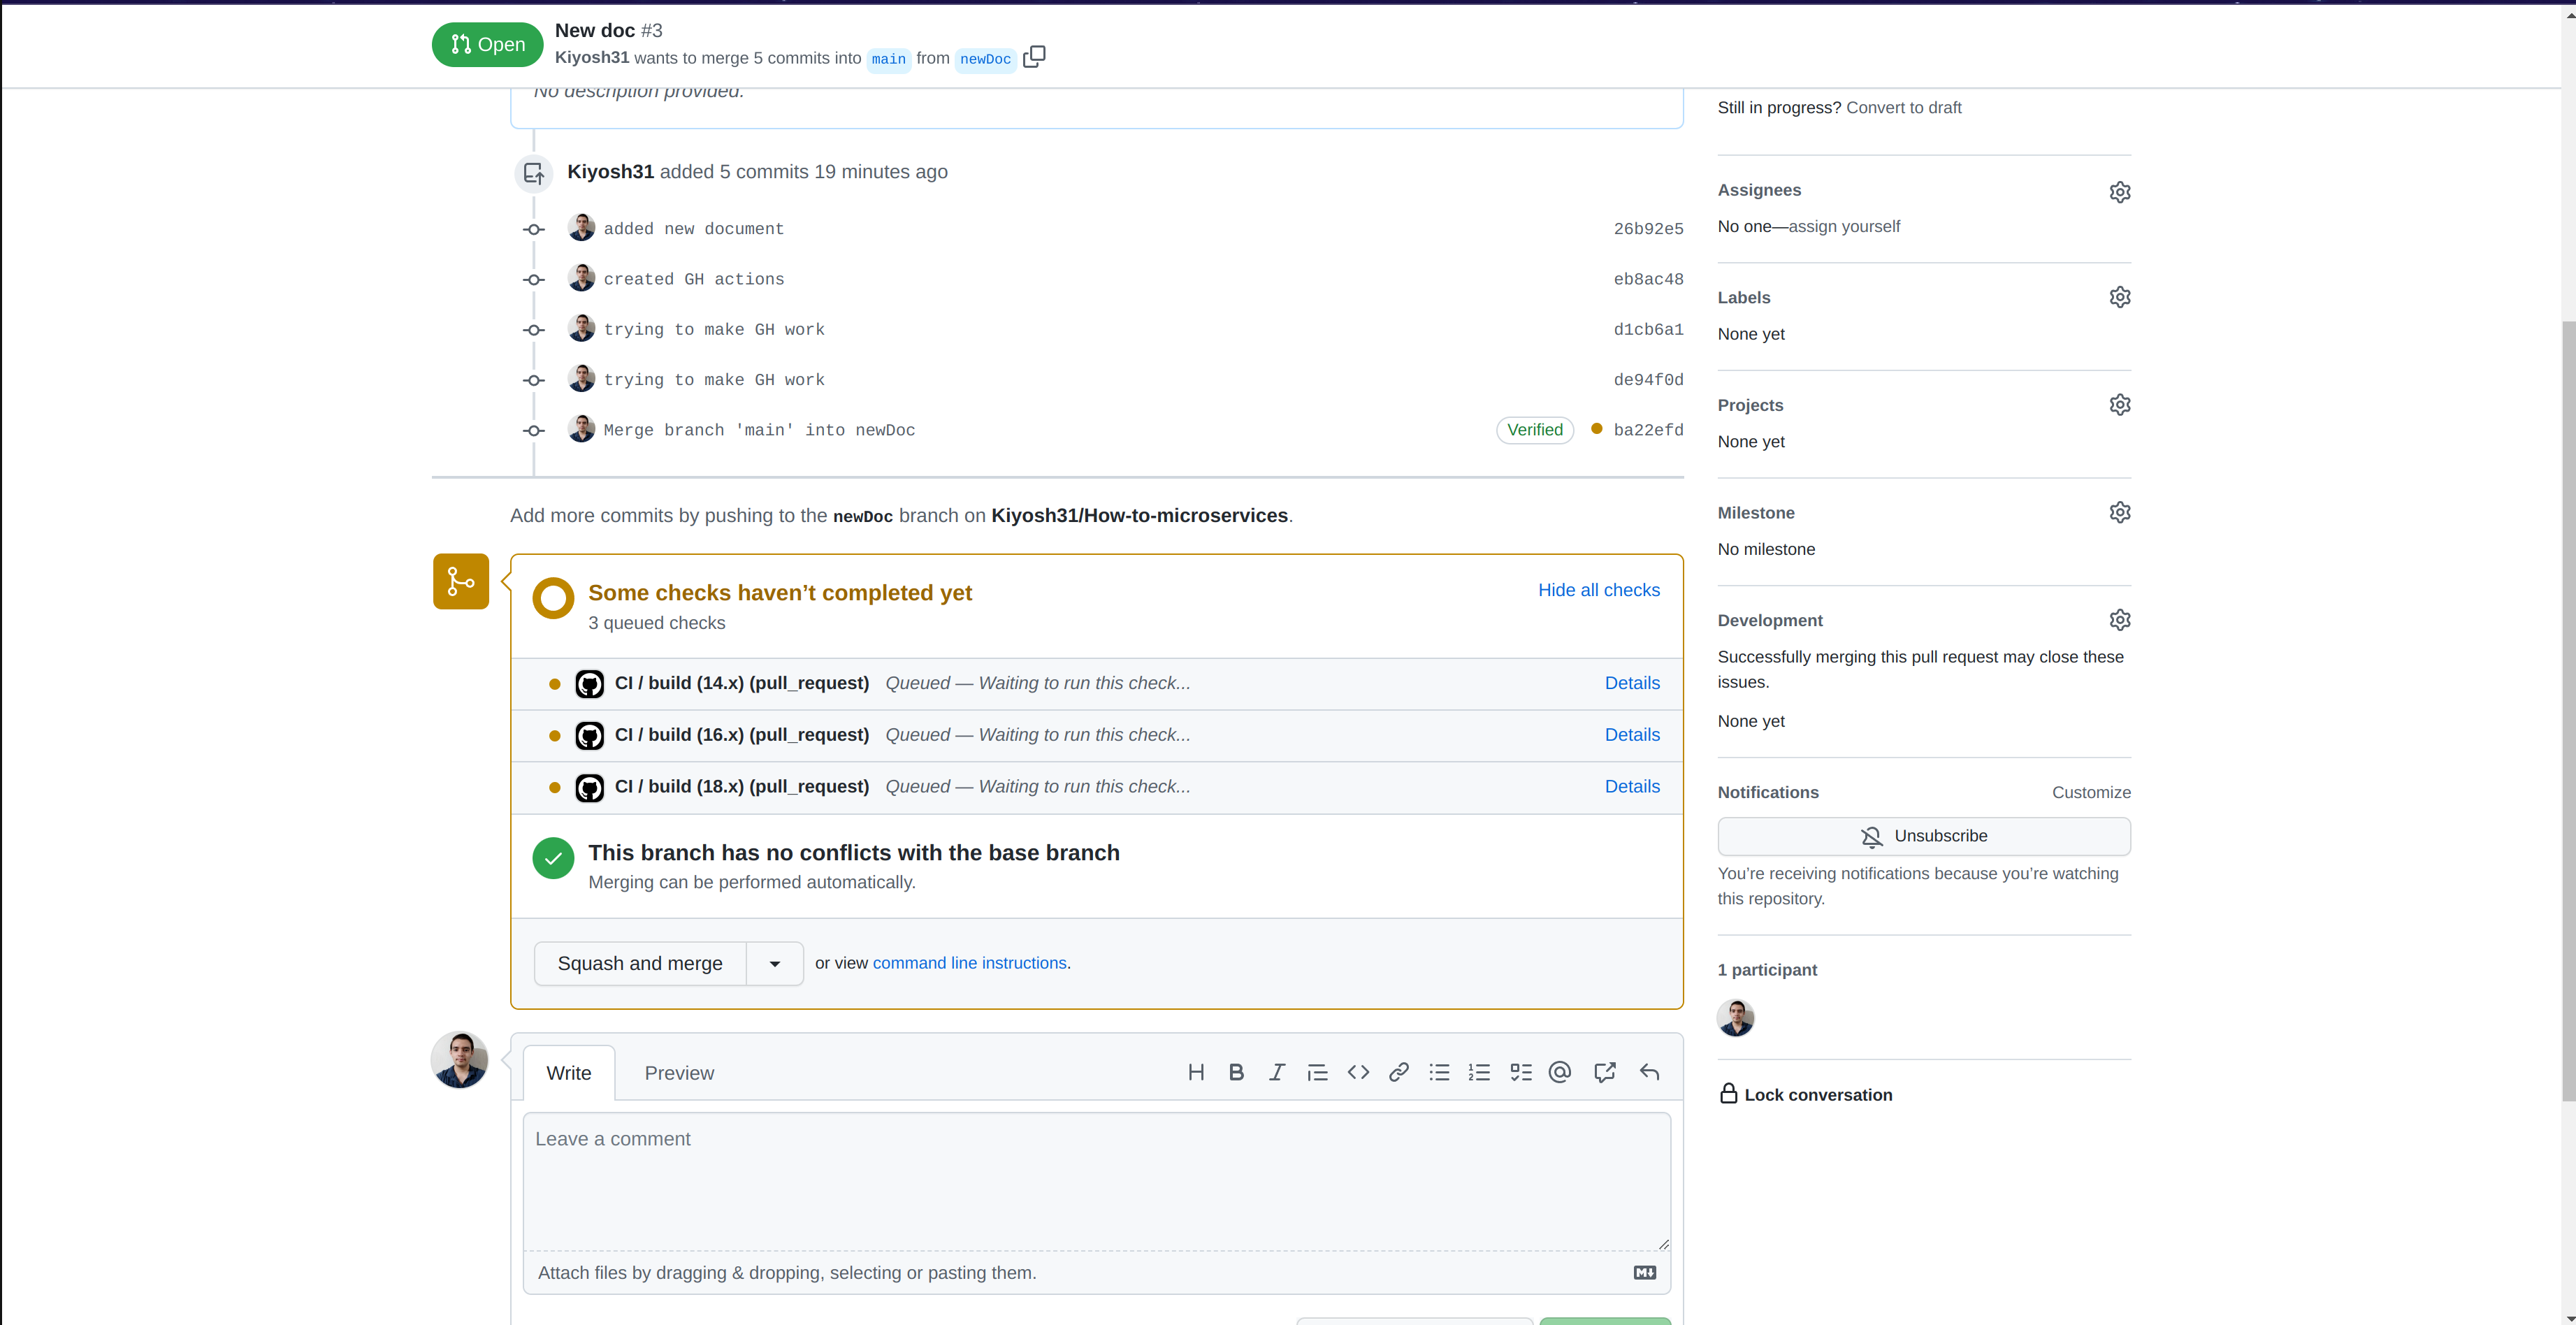 Open
New doc #3
Kiyosh31 wants to merge 5 commits into main from newDoc
No description provided.
Kiyosh31 added 5 commits 19 minutes ago
added new document 26b92e5
created GH actions eb8ac48
trying to make GH work d1cb6a1
trying to make GH work de94f0d
Merge branch 'main' into newDoc Verified ba22efd
Add more commits by pushing to the newDoc branch on Kiyosh31/How-to-microservices.
Some checks haven’t completed yet Hide all checks
3 queued checks
CI / build (14.x) (pull_request) Queued — Waiting to run this check... Details
CI / build (16.x) (pull_request) Queued — Waiting to run this check... Details
CI / build (18.x) (pull_request) Queued — Waiting to run this check... Details
This branch has no conflicts with the base branch
Merging can be performed automatically.
Squash and merge or view command line instructions.
Write Preview
Leave a comment
Attach files by dragging & dropping, selecting or pasting them.
Still in progress? Convert to draft
Assignees
No one—assign yourself
Labels
None yet
Projects
None yet
Milestone
No milestone
Development
Successfully merging this pull request may close these
issues.
None yet
Notifications Customize
Unsubscribe
You’re receiving notifications because you’re watching
this repository.
1 participant
Lock conversation